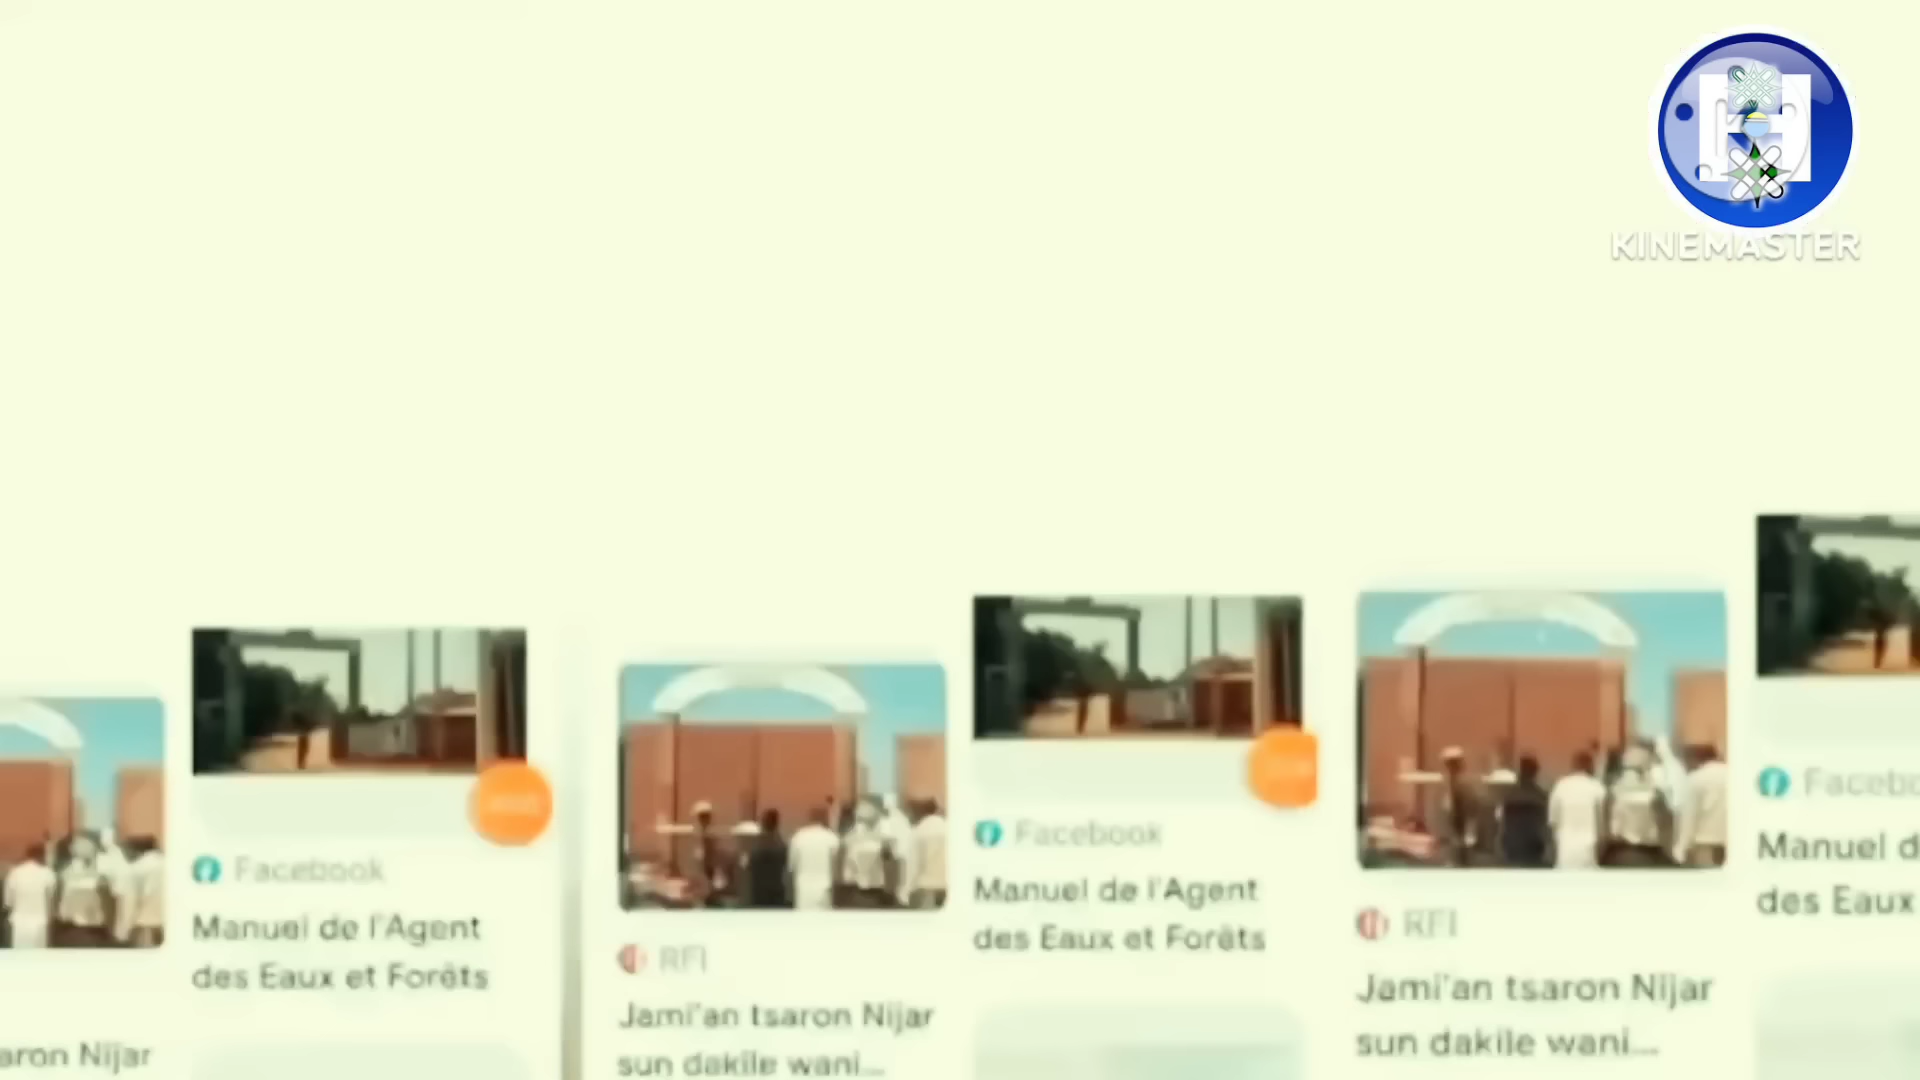 H
KINEMASTER
aron Nijar
Facebook
Manuel de l'Agent
des Eaux et Forêts
RFI
Jami'an tsaron Nijar
sun dakile wani...
Facebook
Manuel de l'Agent
des Eaux et Forêts
RFI
Jami'an tsaron Nijar
sun dakile wani...
Facebo
Manuel d
des Eaux